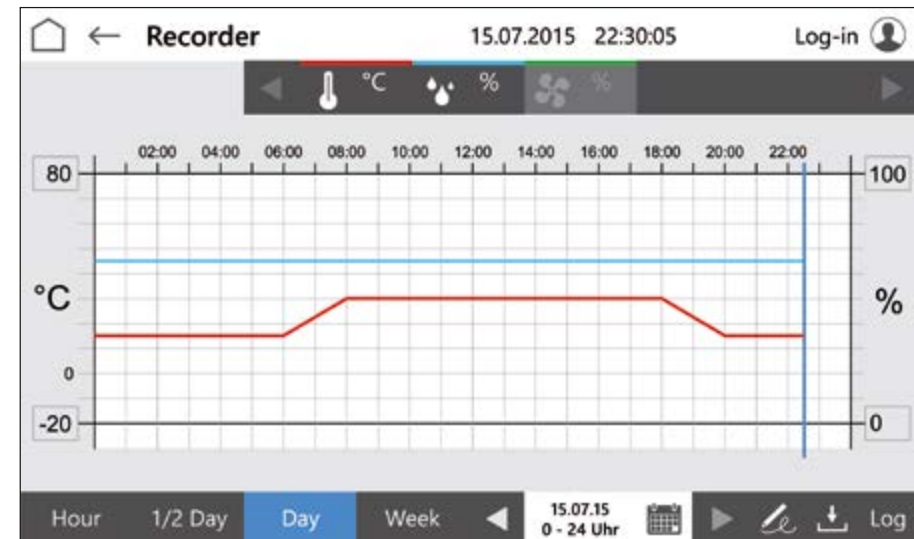 Recorder 15.07.2015 22:30:05 Log-in
°C % %
02:00 04:00 06:00 08:00 10:00 12:00 14:00 16:00 18:00 20:00 22:00
80 100
°C %
0
-20 0
Hour 1/2 Day Day Week 15.07.15 Log
0 - 24 Uhr